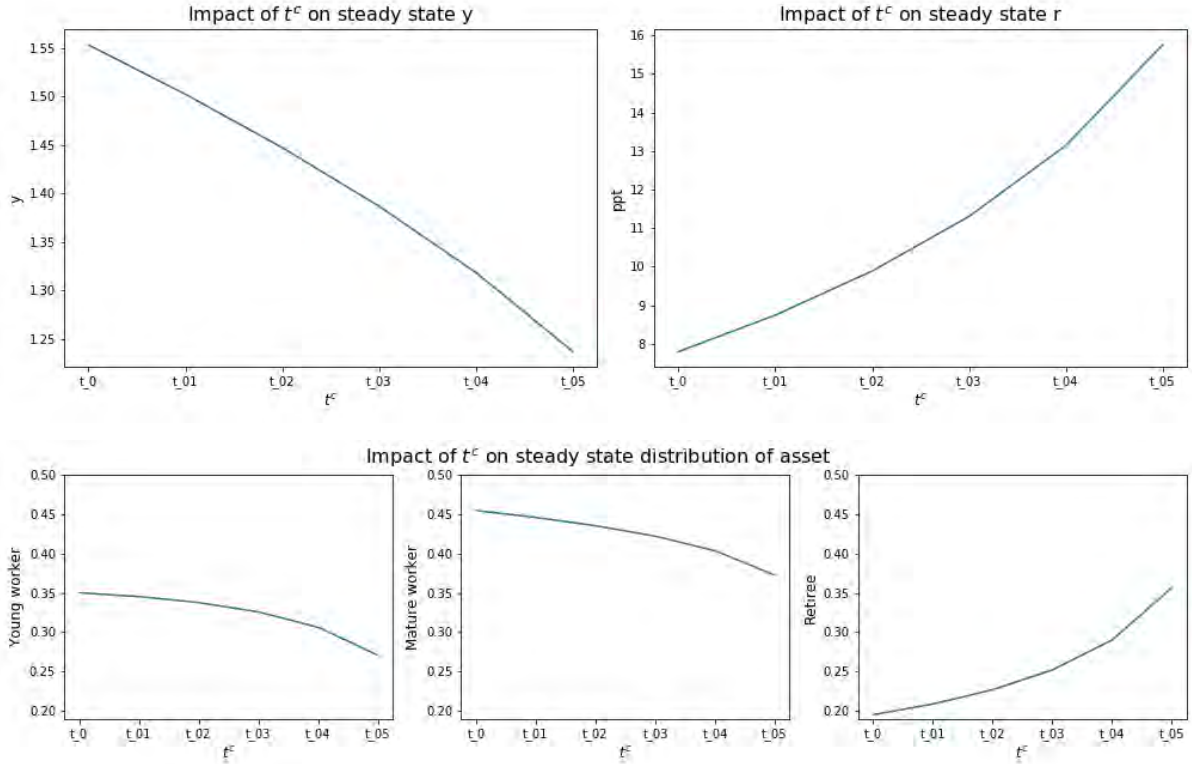 Impact of t^c on steady state y
1.55
1.50
1.45
1.40
1.35
1.30
1.25
y
t_0 t_01 t_02 t_03 t_04 t_05
t^c
Impact of t^c on steady state r
16
15
14
13
12
11
10
9
8
ppt
t_0 t_01 t_02 t_03 t_04 t_05
t^c
Impact of t^c on steady state distribution of asset
0.50
0.45
0.40
0.35
0.30
0.25
0.20
Young worker
t_0 t_01 t_02 t_03 t_04 t_05
t^c
0.50
0.45
0.40
0.35
0.30
0.25
0.20
Mature worker
t_0 t_01 t_02 t_03 t_04 t_05
t^c
0.50
0.45
0.40
0.35
0.30
0.25
0.20
Retiree
t_0 t_01 t_02 t_03 t_04 t_05
t^c